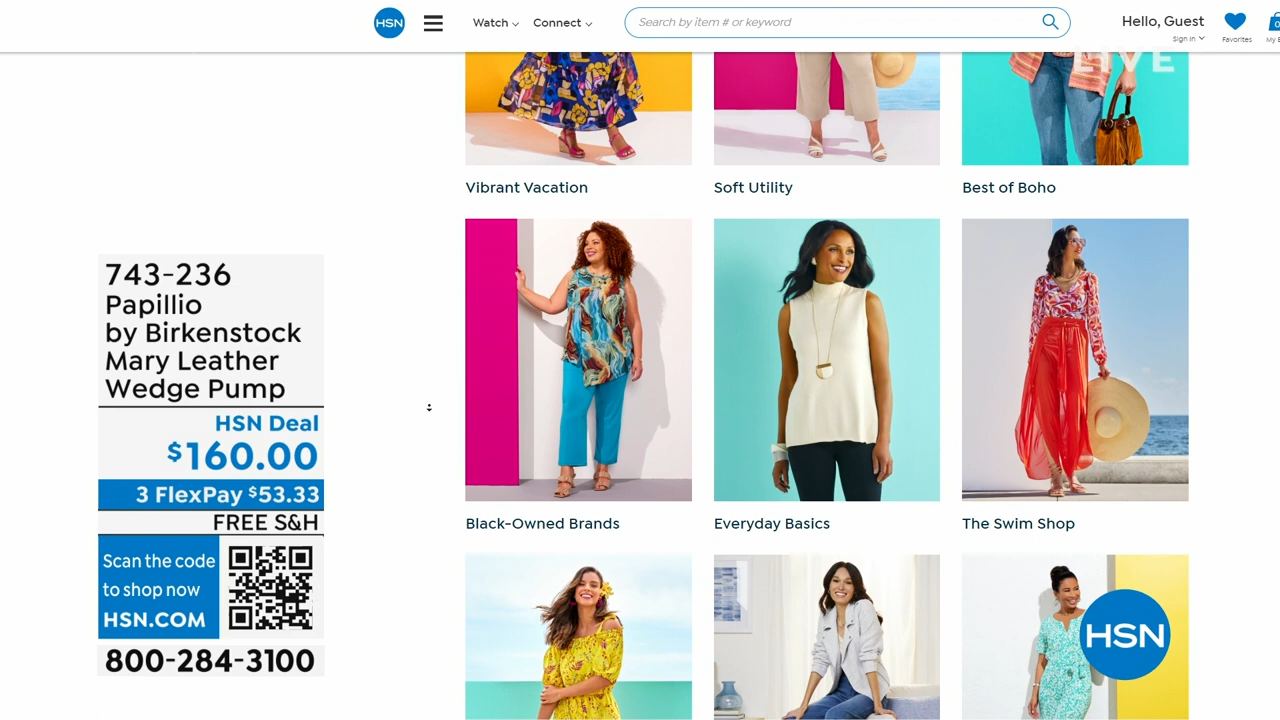 HSN
Watch
Connect
Search by item # or keyword
Hello, Guest
Sign In
Favorites
0
My
LIVE
Vibrant Vacation
Soft Utility
Best of Boho
743-236
Papillio
by Birkenstock
Mary Leather
Wedge Pump
HSN Deal
$160.00
3 FlexPay $53.33
FREE S&H
Scan the code
to shop now
HSN.COM
800-284-3100
Black-Owned Brands
Everyday Basics
The Swim Shop
HSN